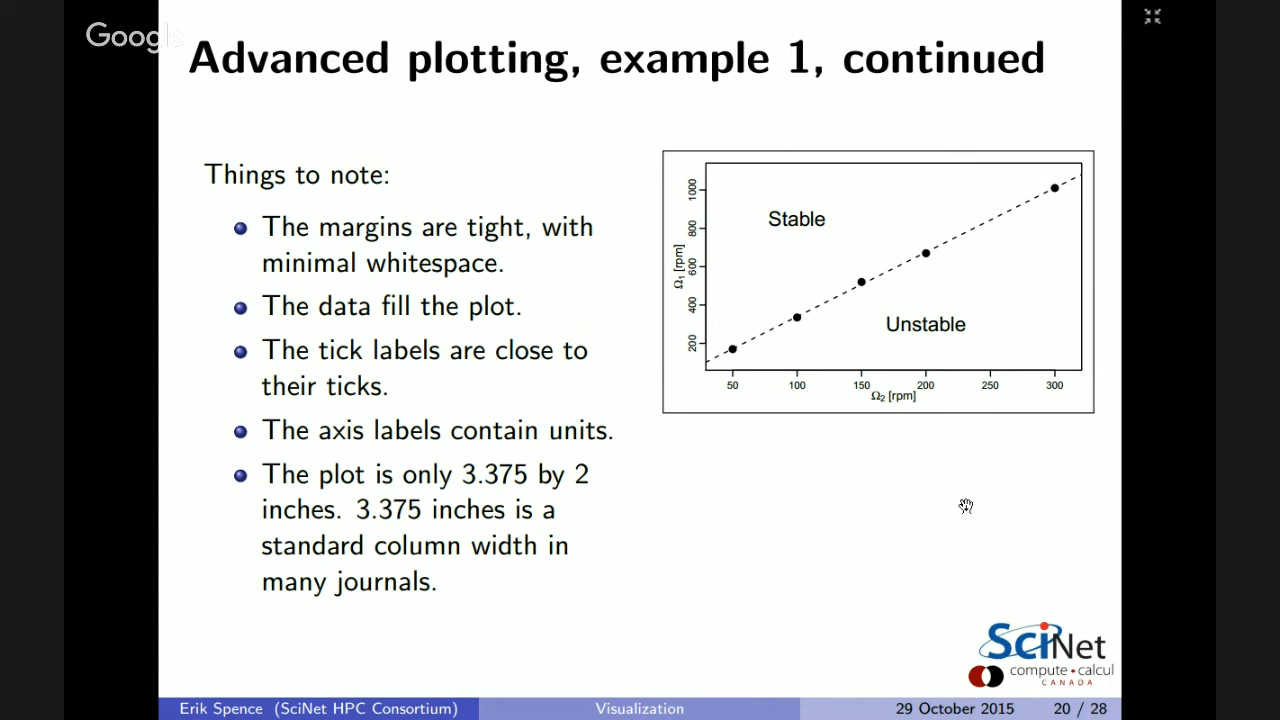 Google
Advanced plotting, example 1, continued
Things to note:
The margins are tight, with
minimal whitespace.
The data fill the plot.
The tick labels are close to
their ticks.
The axis labels contain units.
The plot is only 3.375 by 2
inches. 3.375 inches is a
standard column width in
many journals.
Ω1 [rpm]
1000
800
600
400
200
Stable
Unstable
50 100 150 200 250 300
Ω2 [rpm]
SciNet
compute • calcul
CANADA
Erik Spence (SciNet HPC Consortium) Visualization 29 October 2015 20 / 28